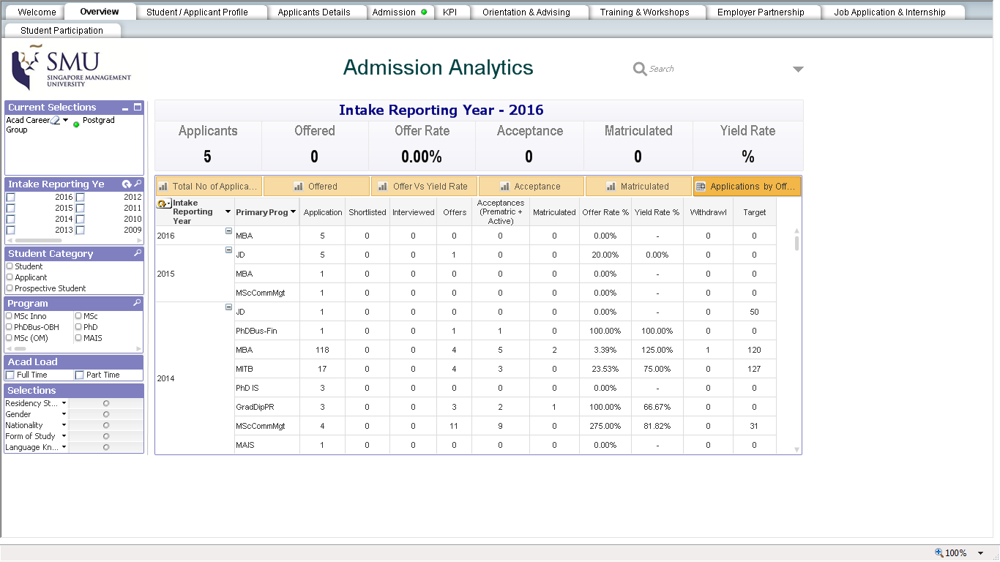 Welcome Overview Student / Applicant Profile Applicants Details Admission KPI Orientation & Advising Training & Workshops Employer Partnership Job Application & Internship
Student Participation
SMU
SINGAPORE MANAGEMENT
UNIVERSITY
Admission Analytics
Search
Current Selections
Acad Career Group Postgrad
Intake Reporting Ye
2016 2012
2015 2011
2014 2010
2013 2009
Student Category
Student
Applicant
Prospective Student
Program
MSc Inno MSc
PhDBus-OBH PhD
MSc (OM) MAIS
Acad Load
Full Time Part Time
Selections
Residency St...
Gender
Nationality
Form of Study
Language Kn...
Intake Reporting Year - 2016
Applicants Offered Offer Rate Acceptance Matriculated Yield Rate
5 0 0.00% 0 0 %
Total No of Applica... Offered Offer Vs Yield Rate Acceptance Matriculated Applications by Off...
Intake Reporting Year Primary Prog Application Shortlisted Interviewed Offers Acceptances (Prematric + Active) Matriculated Offer Rate % Yield Rate % Withdrawl Target
2016 MBA 5 0 0 0 0 0 0.00% - 0 0
JD 5 0 0 1 0 0 20.00% 0.00% 0 0
2015 MBA 1 0 0 0 0 0 0.00% - 0 0
MScCommMgt 1 0 0 0 0 0 0.00% - 0 0
JD 1 0 0 0 0 0 0.00% - 0 50
PhDBus-Fin 1 0 0 1 1 0 100.00% 100.00% 0 0
MBA 118 0 0 4 5 2 3.39% 125.00% 1 120
MITB 17 0 0 4 3 0 23.53% 75.00% 0 127
2014 PhD IS 3 0 0 0 0 0 0.00% - 0 0
GradDipPR 3 0 0 3 2 1 100.00% 66.67% 0 0
MScCommMgt 4 0 0 11 9 0 275.00% 81.82% 0 31
MAIS 1 0 0 0 0 0 0.00% - 0 0
100%